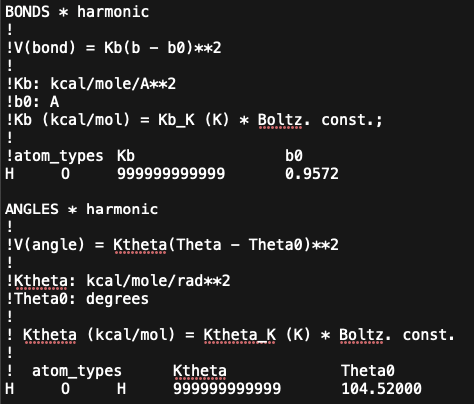 BONDS * harmonic
!
!V(bond) = Kb(b - b0)**2
!
!Kb: kcal/mole/A**2
!b0: A
!Kb (kcal/mol) = Kb_K (K) * Boltz. const.;
!
!atom_types Kb b0
H O 999999999999 0.9572
ANGLES * harmonic
!
!V(angle) = Ktheta(Theta - Theta0)**2
!
!Ktheta: kcal/mole/rad**2
!Theta0: degrees
!
! Ktheta (kcal/mol) = Ktheta_K (K) * Boltz. const.
!
! atom_types Ktheta Theta0
H O H 999999999999 104.52000